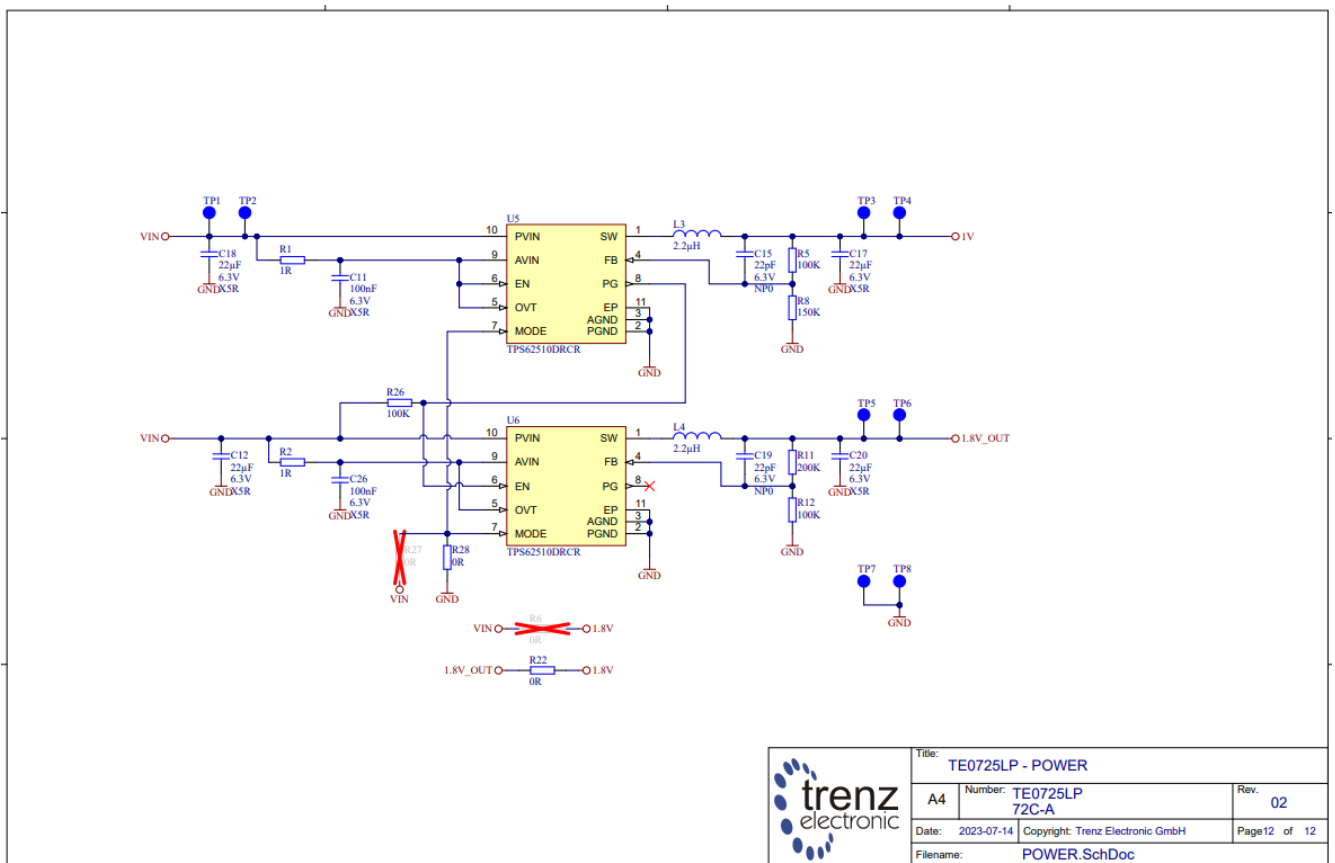 TP1
TP2
VIN
C18
22µF
6.3V
X5R
GND
R1
1R
C11
100nF
6.3V
X5R
GND
U5
10 PVIN
9 AVIN
6 EN
5 OVT
7 MODE
SW 1
FB 4
PG 8
EP 11
AGND 3
PGND 2
TPS62510DRCR
GND
L3
2.2µH
C15
22pF
6.3V
NP0
R5
100K
R8
150K
GND
TP3
TP4
C17
22µF
6.3V
X5R
GND
1V
R26
100K
VIN
C12
22µF
6.3V
X5R
GND
R2
1R
C26
100nF
6.3V
X5R
GND
U6
10 PVIN
9 AVIN
6 EN
5 OVT
7 MODE
SW 1
FB 4
PG 8
EP 11
AGND 3
PGND 2
TPS62510DRCR
GND
L4
2.2µH
C19
22pF
6.3V
NP0
R11
200K
R12
100K
GND
TP5
TP6
C20
22µF
6.3V
X5R
GND
1.8V_OUT
R27
0R
VIN
R28
0R
GND
TP7
TP8
GND
VIN
R6
0R
1.8V
1.8V_OUT
R22
0R
1.8V
trenz
electronic
Title:
TE0725LP - POWER
A4
Number: TE0725LP
72C-A
Rev.
02
Date: 2023-07-14
Copyright: Trenz Electronic GmbH
Page12 of 12
Filename: POWER.SchDoc